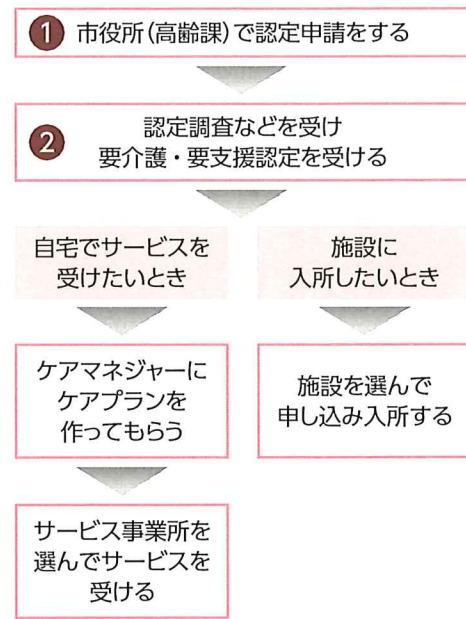 1 市役所(高齢課)で認定申請をする
2 認定調査などを受け
要介護・要支援認定を受ける
自宅でサービスを
受けたいとき
施設に
入所したいとき
ケアマネジャーに
ケアプランを
作ってもらう
施設を選んで
申し込み入所する
サービス事業所を
選んでサービスを
受ける